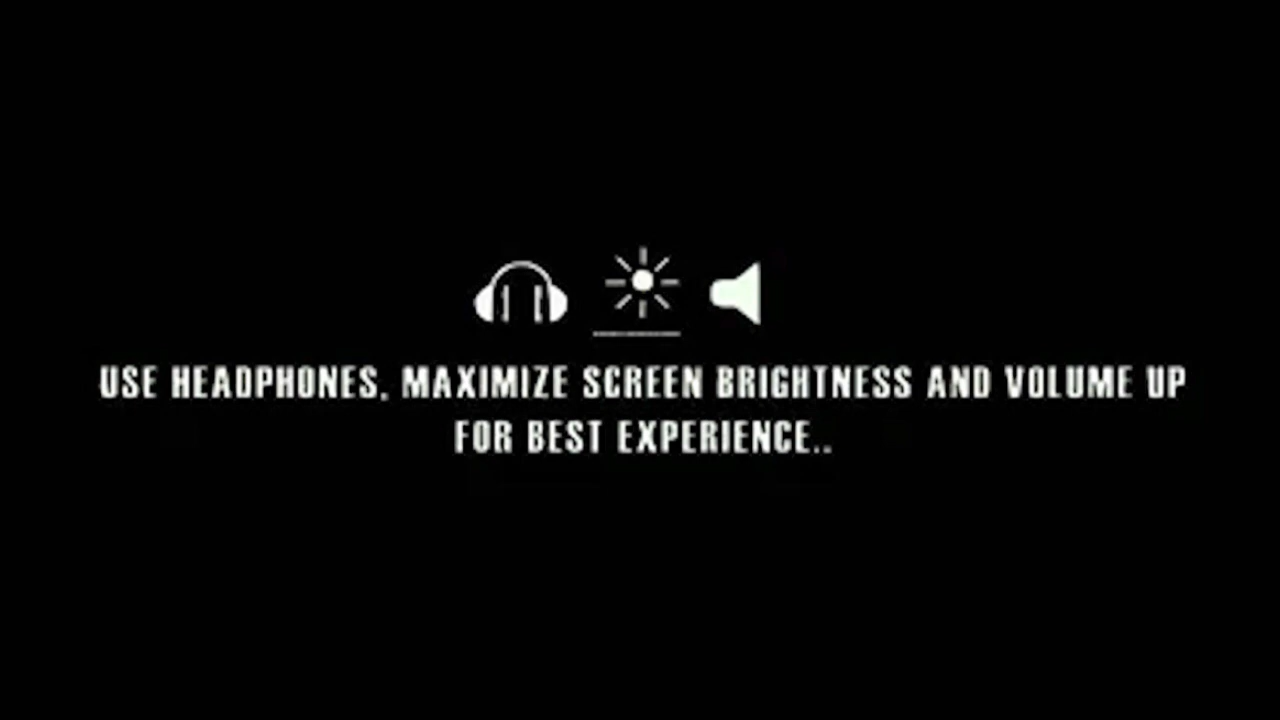 USE HEADPHONES, MAXIMIZE SCREEN BRIGHTNESS AND VOLUME UP
FOR BEST EXPERIENCE..